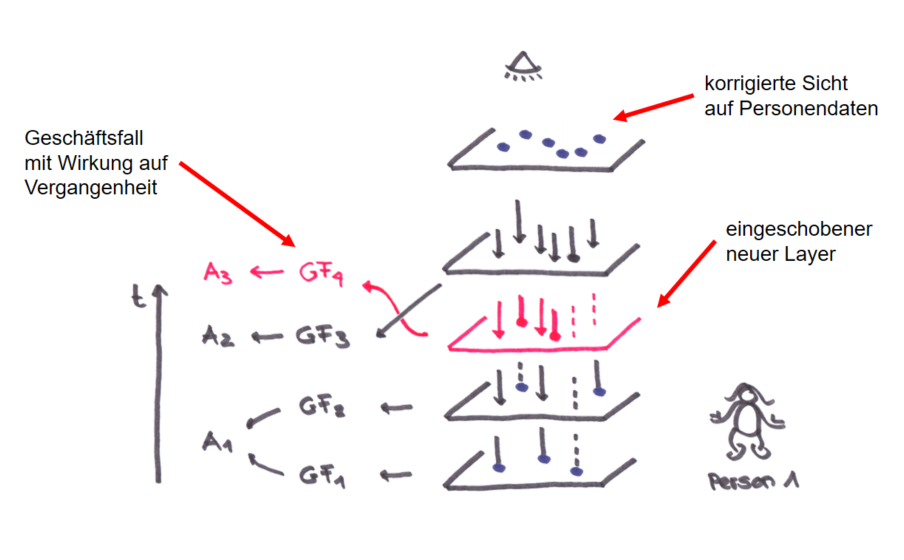 korrigierte Sicht
auf Personendaten
Geschäftsfall
mit Wirkung auf
Vergangenheit
eingeschobener
neuer Layer
A3 ← GF4
t
A2 ← GF3
GF2
A1
GF1
Person 1